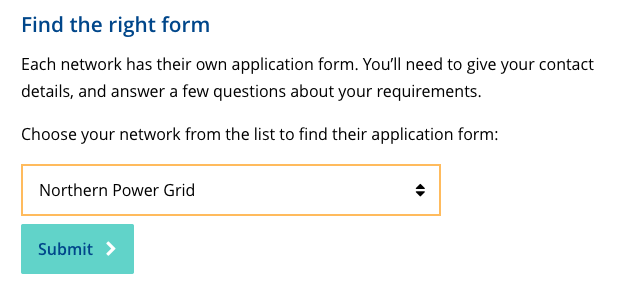 Find the right form
Each network has their own application form. You’ll need to give your contact
details, and answer a few questions about your requirements.
Choose your network from the list to find their application form:
Northern Power Grid
Submit